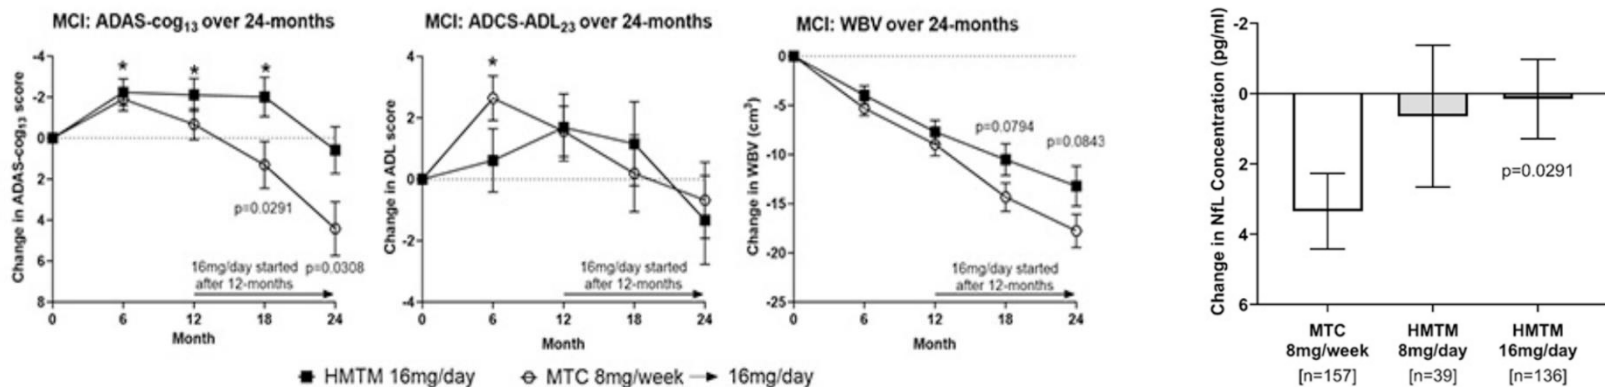 MCI: ADAS-cog13 over 24-months
Change in ADAS-cog13 score
-4
-2
0
2
4
6
8
*
*
*
p=0.0291
p=0.0308
16mg/day started
after 12-months
0
6
12
18
24
Month
MCI: ADCS-ADL23 over 24-months
Change in ADL score
4
2
0
-2
-4
*
16mg/day started
after 12-months
0
6
12
18
24
Month
MCI: WBV over 24-months
Change in WBV (cm³)
0
-5
-10
-15
-20
-25
p=0.0794
p=0.0843
16mg/day started
after 12-months
0
6
12
18
24
Month
HMTM 16mg/day
MTC 8mg/week
16mg/day
Change in NfL Concentration (pg/ml)
-2
0
2
4
6
p=0.0291
MTC
8mg/week
[n=157]
HMTM
8mg/day
[n=39]
HMTM
16mg/day
[n=136]